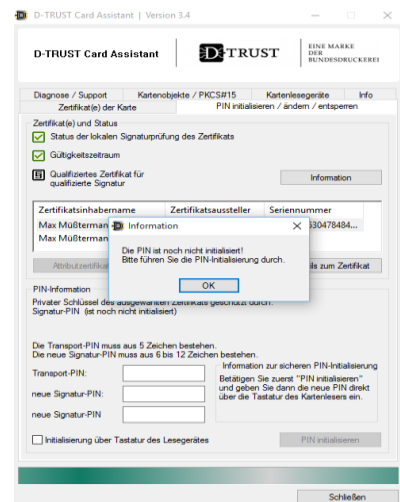 D-TRUST Card Assistant | Version 3.4
D-TRUST Card Assistant
D-TRUST
EINE MARKE
DER
BUNDESDRUCKEREI
Diagnose / Support
Kartenobjekte / PKCS#15
Kartenlesegeräte
Info
Zertifikat(e) der Karte
PIN initialisieren / ändern / entsperren
Zertifikat(e) und Status
Status der lokalen Signaturprüfung des Zertifikats
Gültigkeitszeitraum
Qualifiziertes Zertifikat für
qualifizierte Signatur
Information
Zertifikatsinhabername
Zertifikatsaussteller
Seriennummer
Max Müßterman
530478484...
Max Müßterman
Information
Die PIN ist noch nicht initialisiert!
Bitte führen Sie die PIN-Initialisierung durch.
OK
Attributzertifikat
ils zum Zertifikat
PIN-Information
Privater Schlüssel des ausgewählten Zertifikats geschützt durch:
Signatur-PIN (ist noch nicht initialisiert)
Die Transport-PIN muss aus 5 Zeichen bestehen.
Die neue Signatur-PIN muss aus 6 bis 12 Zeichen bestehen.
Transport-PIN:
neue Signatur-PIN:
neue Signatur-PIN
Information zur sicheren PIN-Initialisierung
Betätigen Sie zuerst "PIN initialisieren"
und geben Sie dann die neue PIN direkt
über die Tastatur des Kartenlesers ein.
Initialisierung über Tastatur des Lesegerätes
PIN initialisieren
Schließen